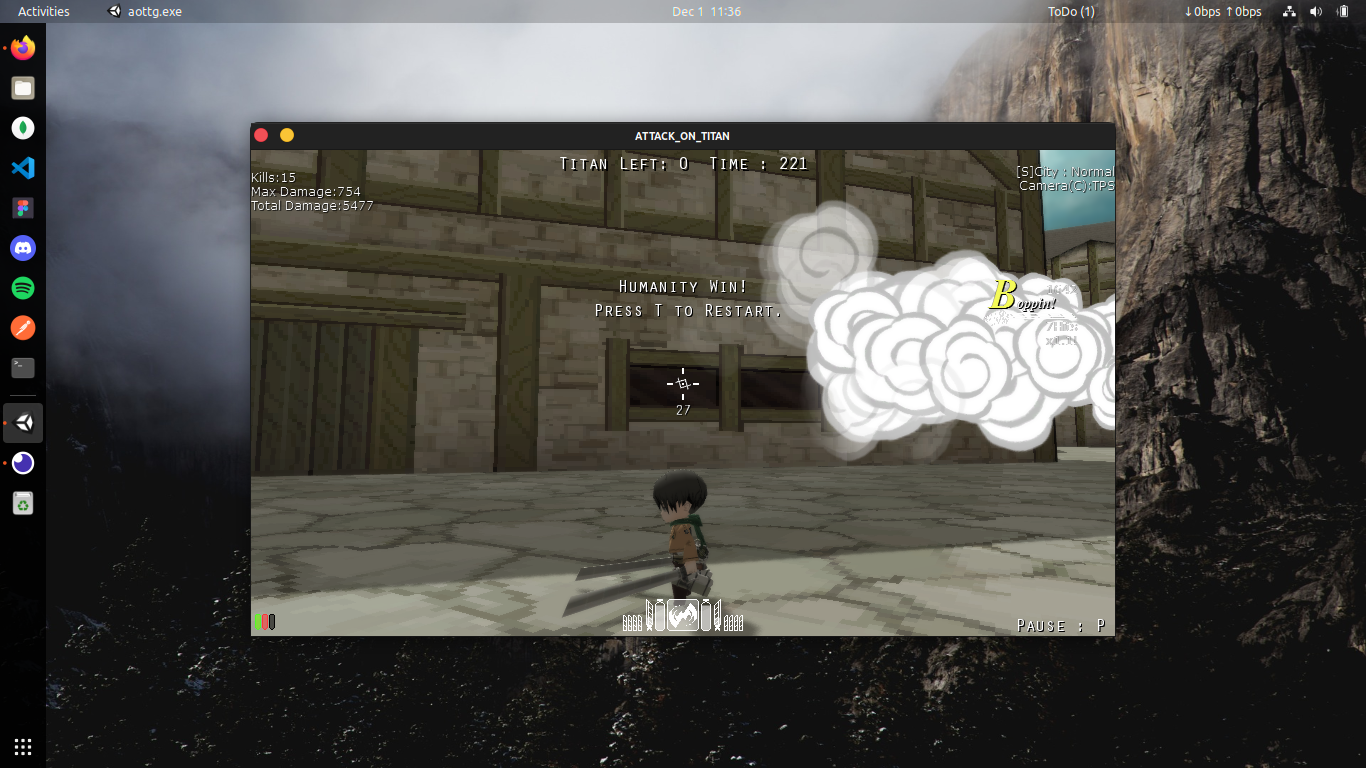 Activities
aottg.exe
Dec 1 11:36
ToDo (1)
↓0bps ↑0bps
ATTACK_ON_TITAN
TITAN LEFT: 0 TIME : 221
Kills:15
Max Damage:754
Total Damage:5477
[S]City : Normal
Camera(C):TPS
HUMANITY WIN!
PRESS T TO RESTART.
Boppin!
27
PAUSE : P